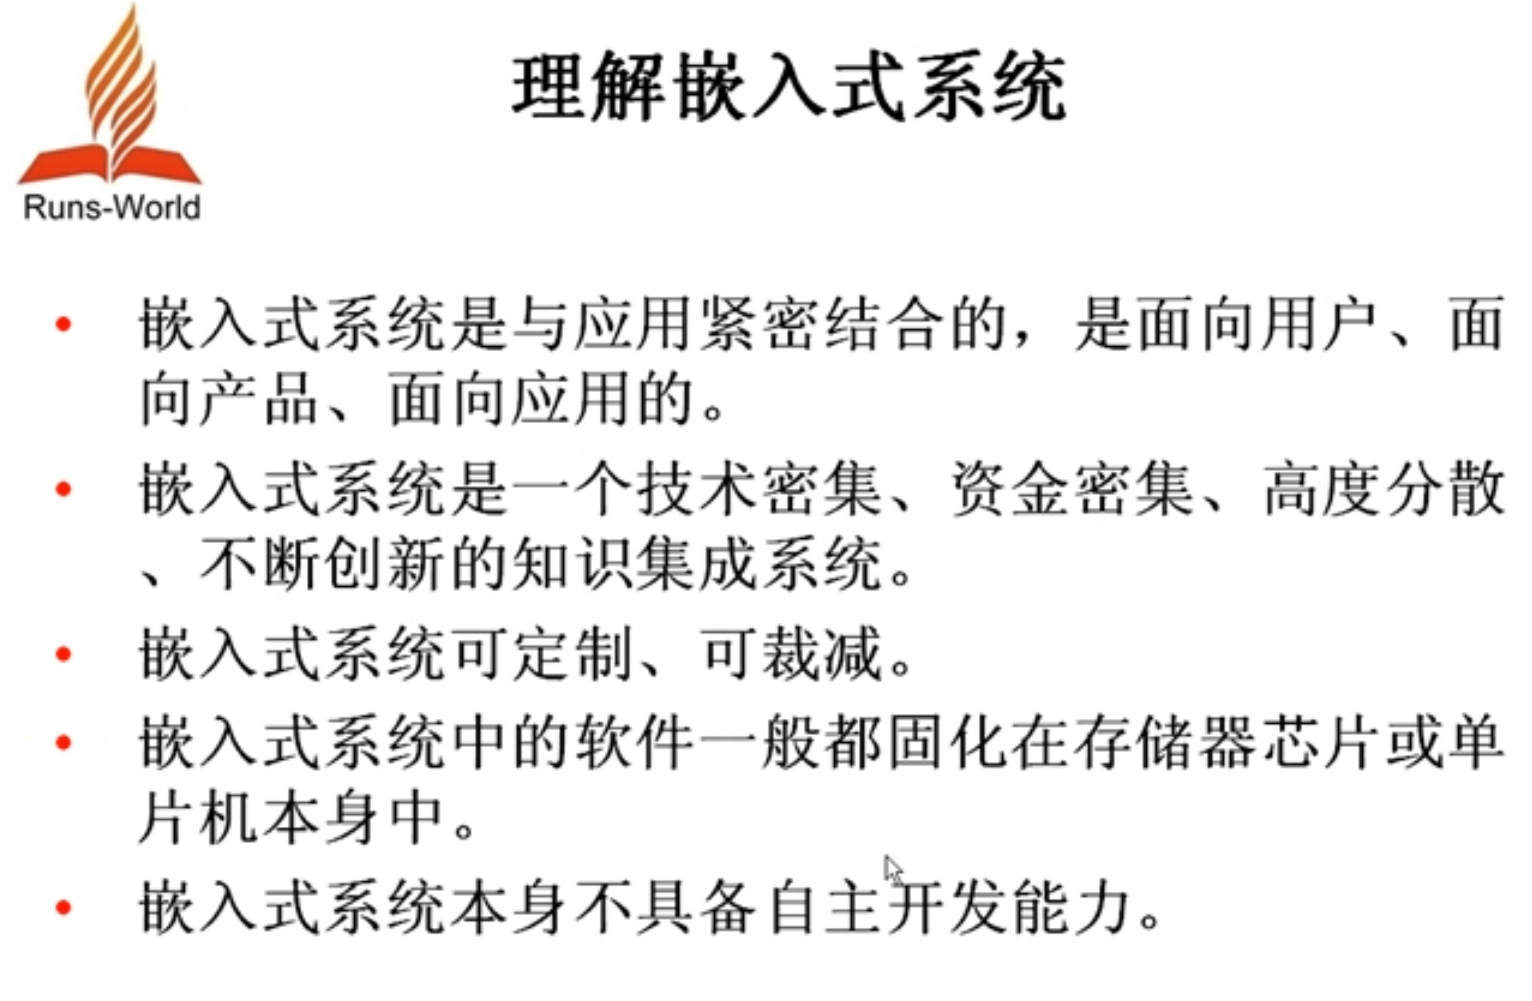 理解嵌入式系统
Runs-World
嵌入式系统是与应用紧密结合的，是面向用户、面
向产品、面向应用的。
嵌入式系统是一个技术密集、资金密集、高度分散
、不断创新的知识集成系统。
嵌入式系统可定制、可裁减。
嵌入式系统中的软件一般都固化在存储器芯片或单
片机本身中。
嵌入式系统本身不具备自主开发能力。